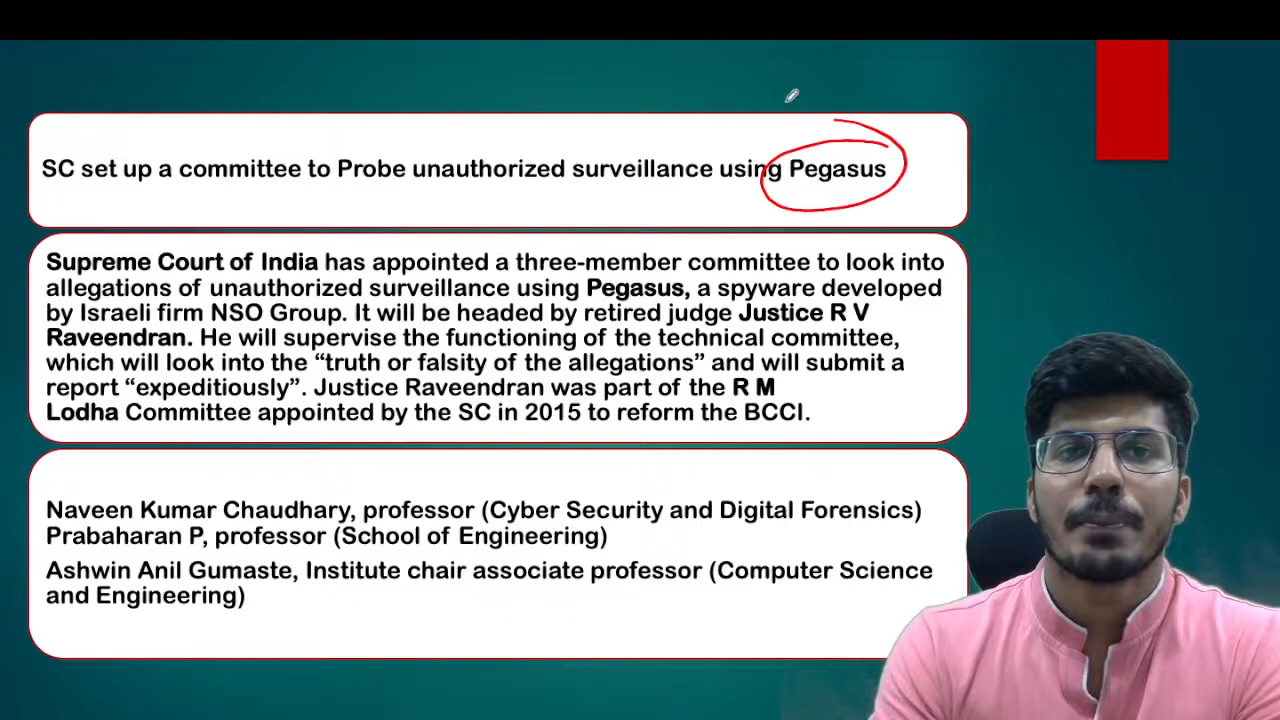 SC set up a committee to Probe unauthorized surveillance using Pegasus
Supreme Court of India has appointed a three-member committee to look into
allegations of unauthorized surveillance using Pegasus, a spyware developed
by Israeli firm NSO Group. It will be headed by retired judge Justice R V
Raveendran. He will supervise the functioning of the technical committee,
which will look into the “truth or falsity of the allegations” and will submit a
report “expeditiously”. Justice Raveendran was part of the R M
Lodha Committee appointed by the SC in 2015 to reform the BCCI.
Naveen Kumar Chaudhary, professor (Cyber Security and Digital Forensics)
Prabaharan P, professor (School of Engineering)
Ashwin Anil Gumaste, Institute chair associate professor (Computer Science
and Engineering)